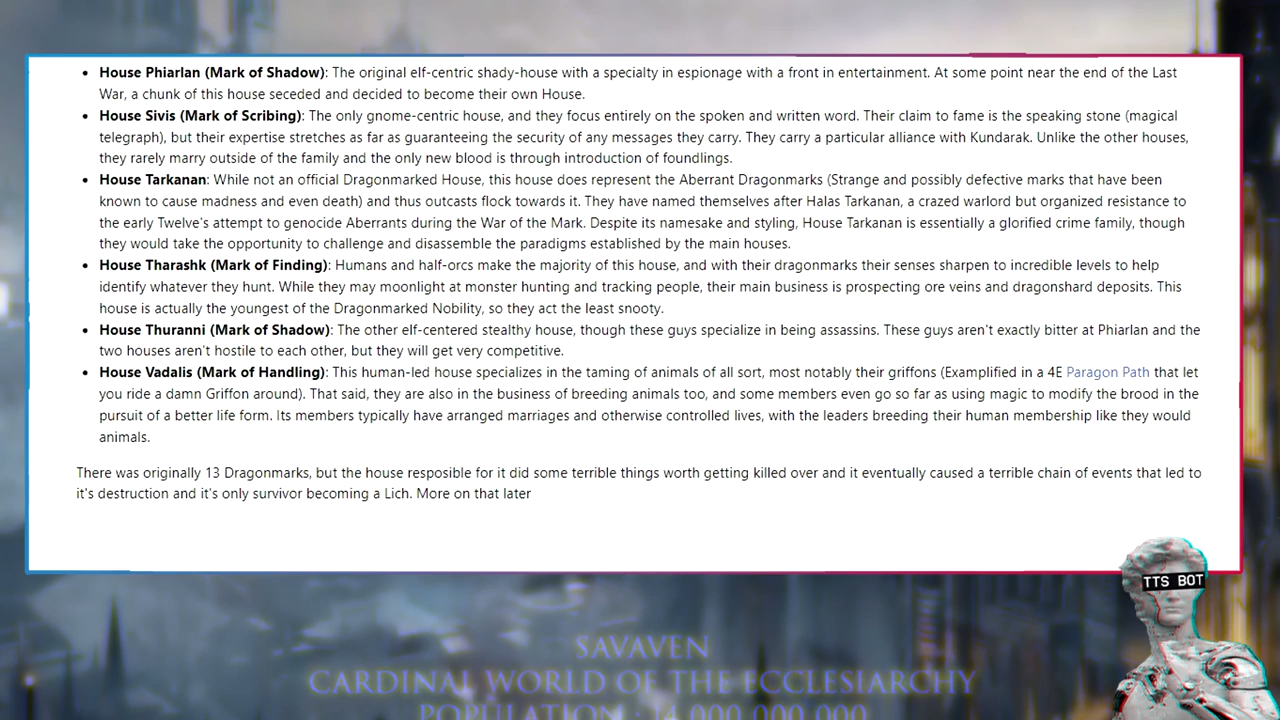 House Phiarlan (Mark of Shadow): The original elf-centric shady-house with a specialty in espionage with a front in entertainment. At some point near the end of the Last
War, a chunk of this house seceded and decided to become their own House.
House Sivis (Mark of Scribing): The only gnome-centric house, and they focus entirely on the spoken and written word. Their claim to fame is the speaking stone (magical
telegraph), but their expertise stretches as far as guaranteeing the security of any messages they carry. They carry a particular alliance with Kundarak. Unlike the other houses,
they rarely marry outside of the family and the only new blood is through introduction of foundlings.
House Tarkanan: While not an official Dragonmarked House, this house does represent the Aberrant Dragonmarks (Strange and possibly defective marks that have been
known to cause madness and even death) and thus outcasts flock towards it. They have named themselves after Halas Tarkanan, a crazed warlord but organized resistance to
the early Twelve's attempt to genocide Aberrants during the War of the Mark. Despite its namesake and styling, House Tarkanan is essentially a glorified crime family, though
they would take the opportunity to challenge and disassemble the paradigms established by the main houses.
House Tharashk (Mark of Finding): Humans and half-orcs make the majority of this house, and with their dragonmarks their senses sharpen to incredible levels to help
identify whatever they hunt. While they may moonlight at monster hunting and tracking people, their main business is prospecting ore veins and dragonshard deposits. This
house is actually the youngest of the Dragonmarked Nobility, so they act the least snooty.
House Thuranni (Mark of Shadow): The other elf-centered stealthy house, though these guys specialize in being assassins. These guys aren't exactly bitter at Phiarlan and the
two houses aren't hostile to each other, but they will get very competitive.
House Vadalis (Mark of Handling): This human-led house specializes in the taming of animals of all sort, most notably their griffons (Examplified in a 4E Paragon Path that let
you ride a damn Griffon around). That said, they are also in the business of breeding animals too, and some members even go so far as using magic to modify the brood in the
pursuit of a better life form. Its members typically have arranged marriages and otherwise controlled lives, with the leaders breeding their human membership like they would
animals.
There was originally 13 Dragonmarks, but the house resposible for it did some terrible things worth getting killed over and it eventually caused a terrible chain of events that led to
it's destruction and it's only survivor becoming a Lich. More on that later
TTS BOT
SAVAVEN
CARDINAL WORLD OF THE ECCLESIARCHY
POPULATION : 14 000 000 000